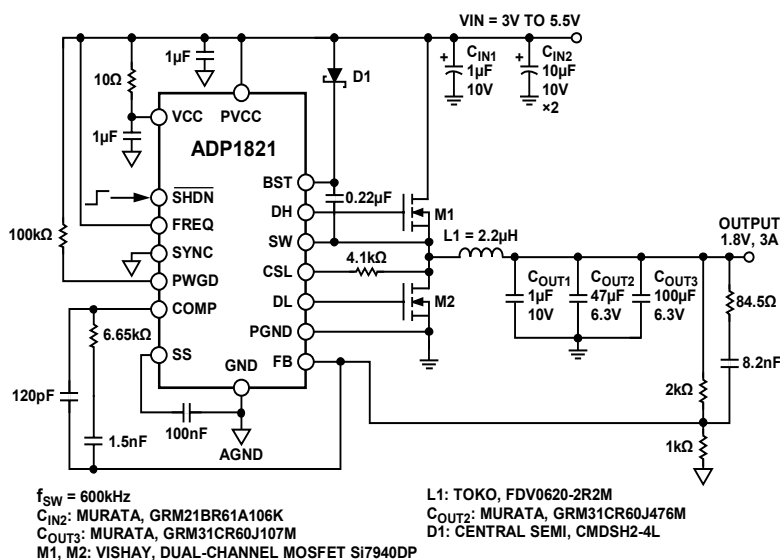 VIN = 3V TO 5.5V
1µF
10Ω
D1
+
CIN1
1µF
10V
+
CIN2
10µF
10V
×2
VCC
PVCC
1µF
ADP1821
BST
0.22µF
SHDN
DH
M1
100kΩ
FREQ
SW
L1 = 2.2µH
OUTPUT
1.8V, 3A
SYNC
CSL
4.1kΩ
PWGD
DL
M2
COUT1
1µF
10V
COUT2
47µF
6.3V
COUT3
100µF
6.3V
84.5Ω
COMP
PGND
6.65kΩ
SS
GND
FB
8.2nF
120pF
2kΩ
1.5nF
100nF
AGND
1kΩ
fSW = 600kHz
CIN2: MURATA, GRM21BR61A106K
COUT3: MURATA, GRM31CR60J107M
M1, M2: VISHAY, DUAL-CHANNEL MOSFET Si7940DP
L1: TOKO, FDV0620-2R2M
COUT2: MURATA, GRM31CR60J476M
D1: CENTRAL SEMI, CMDSH2-4L